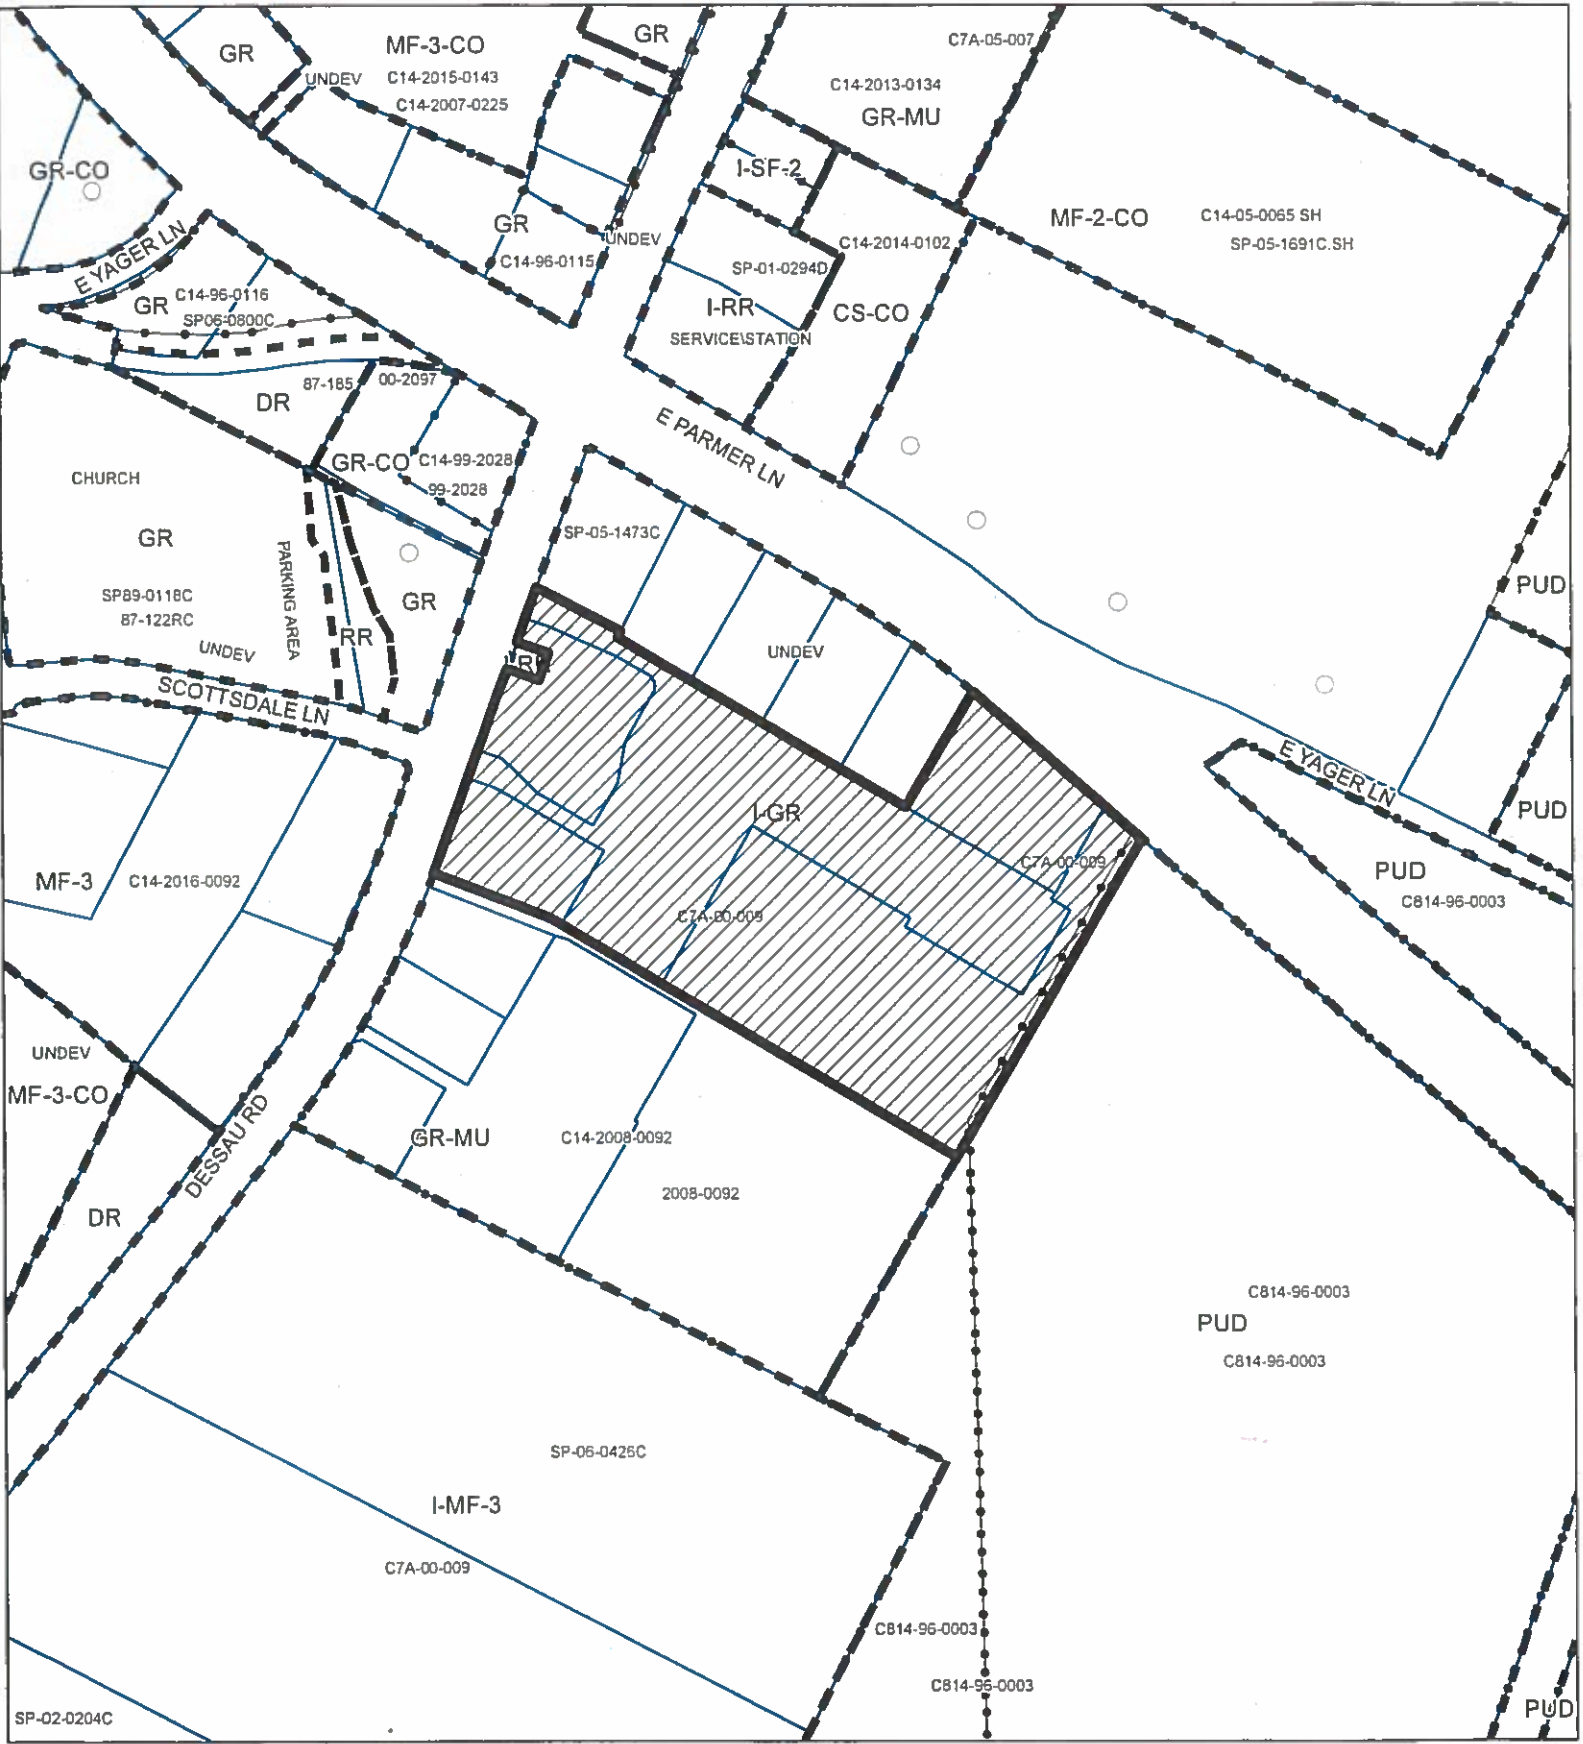 GR
MF-3-CO
GR
C7A-05-007
UNDEV
C14-2015-0143
C14-2007-0225
C14-2013-0134
GR-MU
GR-CO
I-SF-2
GR
UNDEV
C14-96-0115
MF-2-CO
C14-05-0065 SH
SP-05-1691C.SH
C14-2014-0102
SP-01-0294D
E YAGER LN
GR
C14-96-0116
SP06-0800C
I-RR
SERVICE\STATION
CS-CO
87-185
00-2097
DR
E PARMER LN
GR-CO
C14-99-2028
99-2028
CHURCH
GR
SP-05-1473C
PARKING AREA
SP89-0118C
87-122RC
GR
PUD
UNDEV
RR
UNDEV
SCOTTSDALE LN
E YAGER LN
I-GR
PUD
MF-3
C14-2016-0092
C7A-00-009
PUD
C814-96-0003
C7A-00-009
UNDEV
MF-3-CO
DESSAU RD
GR-MU
C14-2008-0092
2008-0092
DR
C814-96-0003
PUD
C814-96-0003
SP-06-0426C
I-MF-3
C7A-00-009
C814-96-0003
C814-96-0003
SP-02-0204C
PUD